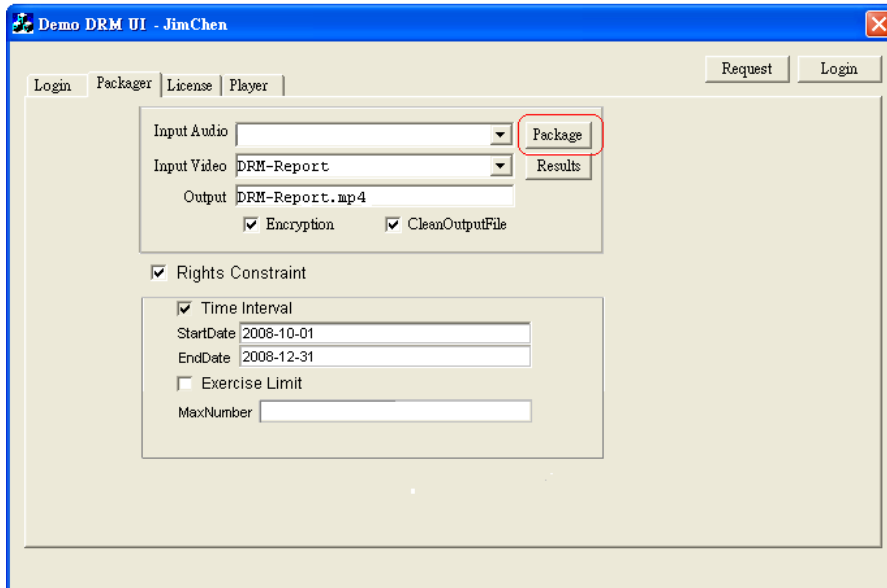 Demo DRM UI - JimChen
Request Login
Login Packager License Player
Input Audio Package
Input Video DRM-Report Results
Output DRM-Report.mp4
Encryption CleanOutputFile
Rights Constraint
Time Interval
StartDate 2008-10-01
EndDate 2008-12-31
Exercise Limit
MaxNumber